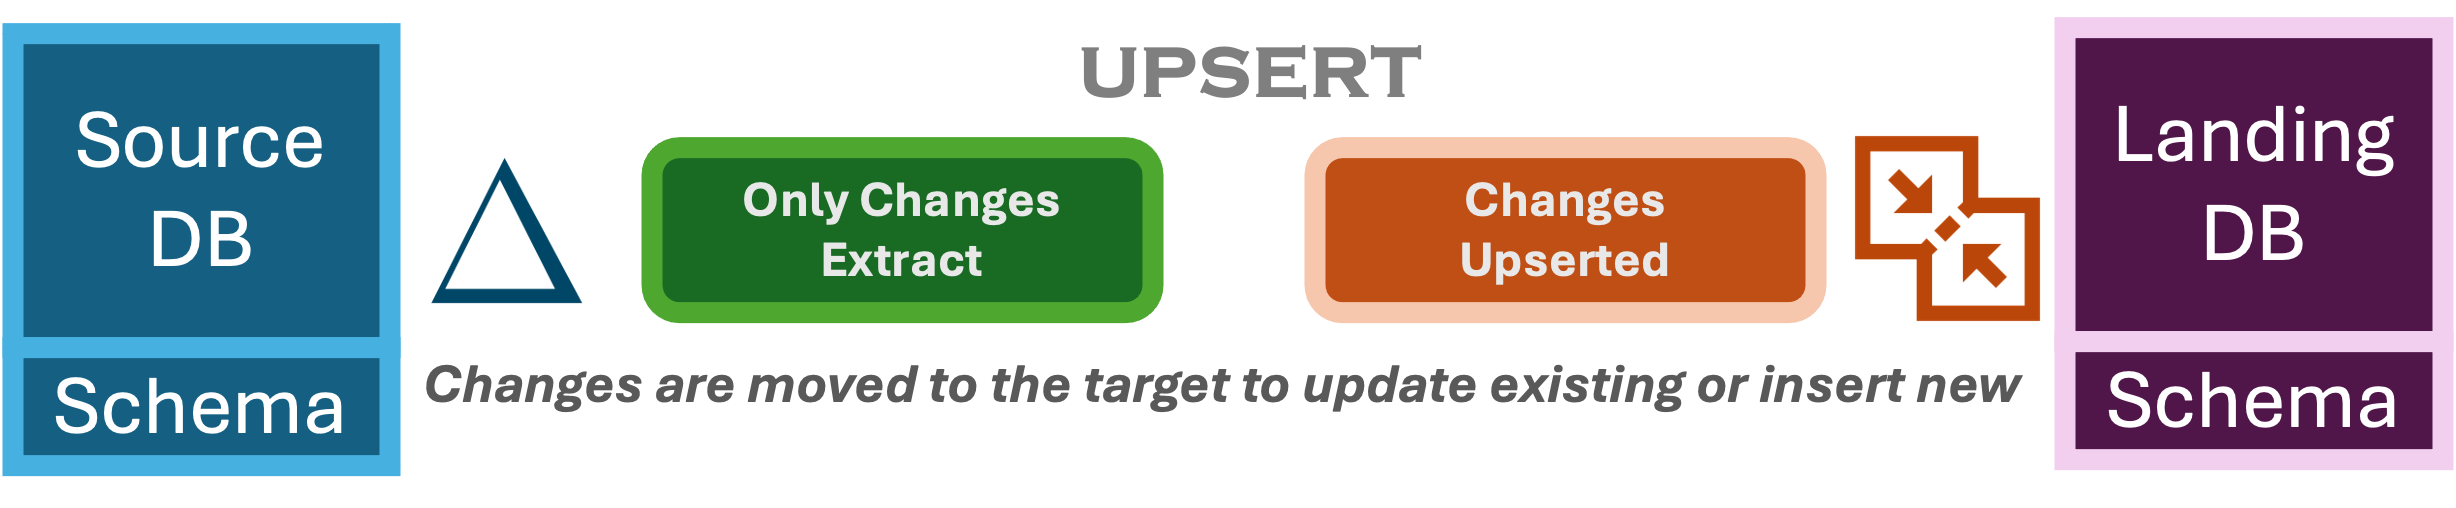 UPSERT
Source
DB
Schema
Only Changes
Extract
Changes
Upserted
Landing
DB
Schema
Changes are moved to the target to update existing or insert new